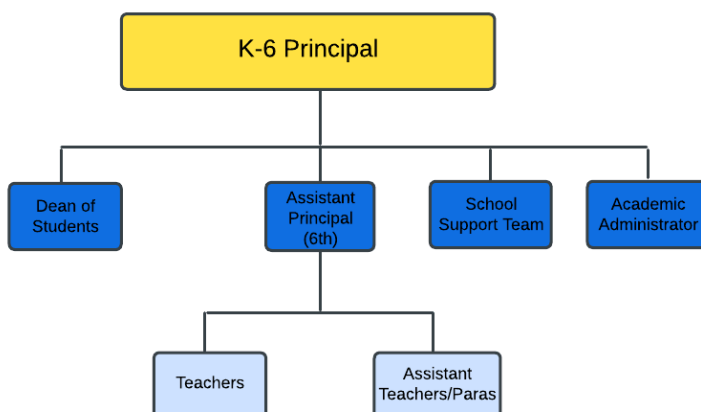 K-6 Principal
Dean of
Students
Assistant
Principal
(6th)
School
Support Team
Academic
Administrator
Teachers
Assistant
Teachers/Paras